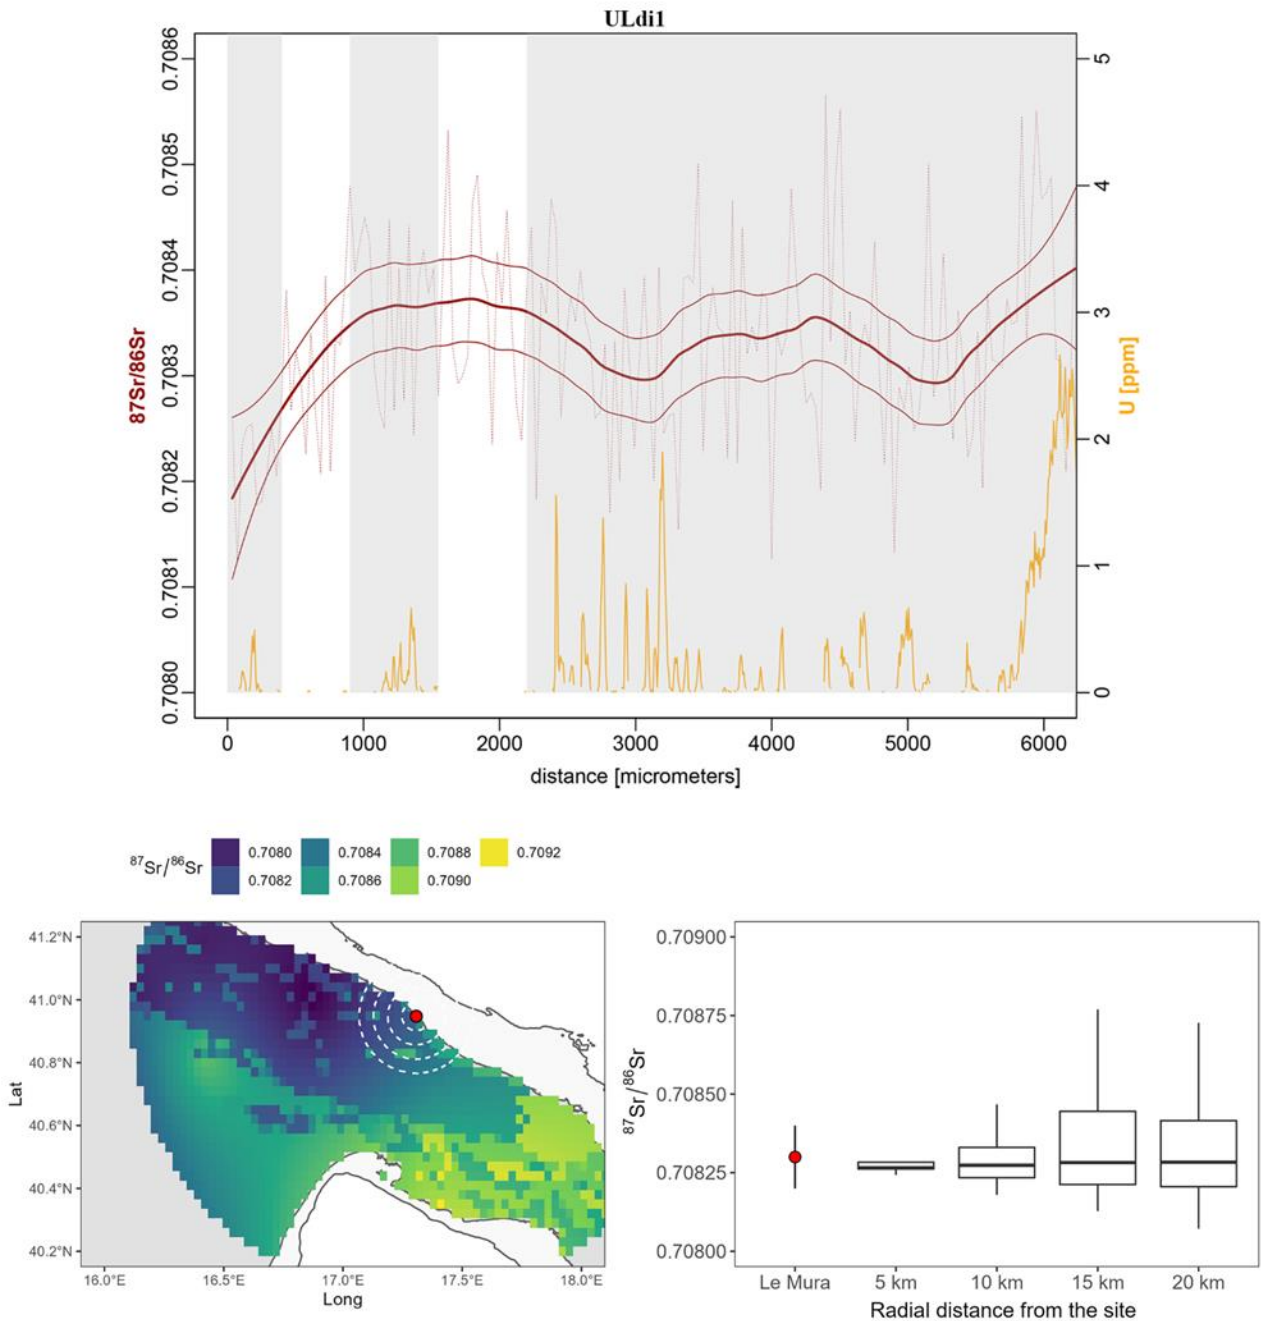 ULdi1
0.7086
0.7085
0.7084
0.7083
0.7082
0.7081
0.7080
87Sr/86Sr
5
4
3
2
1
0
U [ppm]
0 1000 2000 3000 4000 5000 6000
distance [micrometers]
87Sr/86Sr 0.7080 0.7084 0.7088 0.7092
0.7082 0.7086 0.7090
41.2°N
41.0°N
40.8°N
40.6°N
40.4°N
40.2°N
Lat
16.0°E 16.5°E 17.0°E 17.5°E 18.0°E
Long
0.70900
0.70875
0.70850
0.70825
0.70800
87Sr/86Sr
Le Mura 5 km 10 km 15 km 20 km
Radial distance from the site